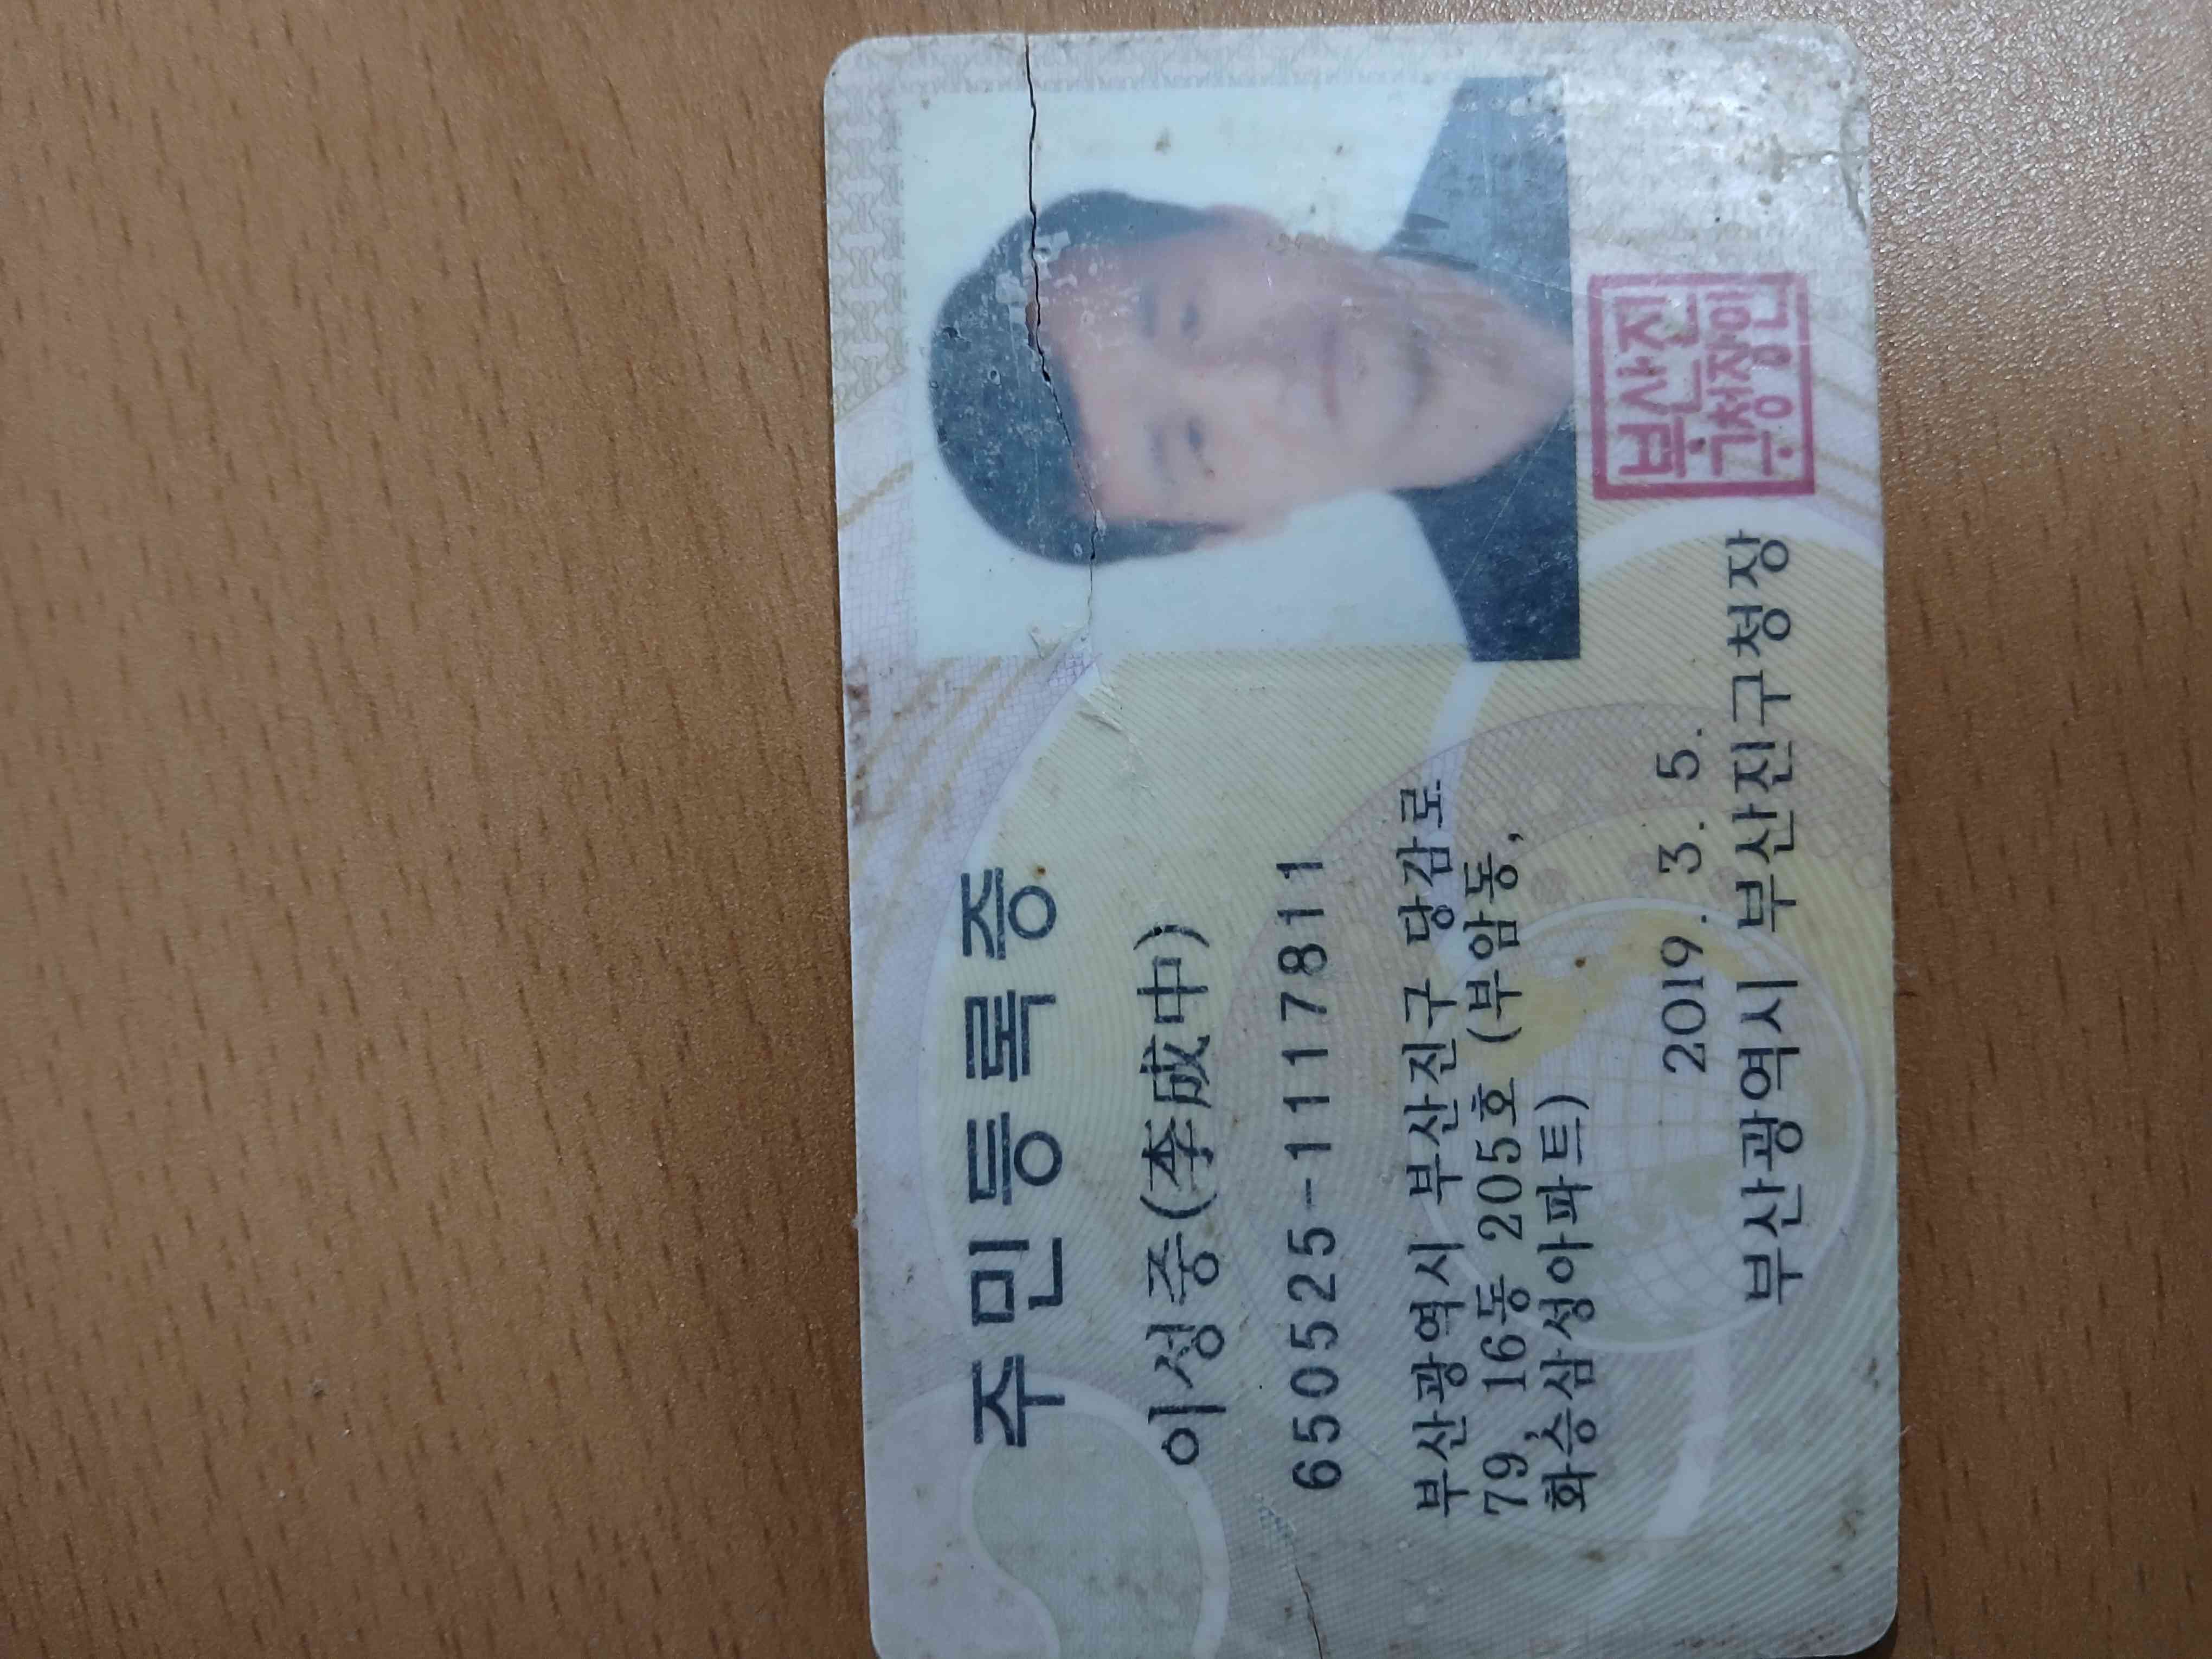 주민등록증
이성중(李成中)
650525-1117811
부산광역시 부산진구 당감로
79, 16동 205호 (부암동,
화승삼성아파트)
2019. 3. 5.
부산광역시 부산진구청장
부산진
구청장인